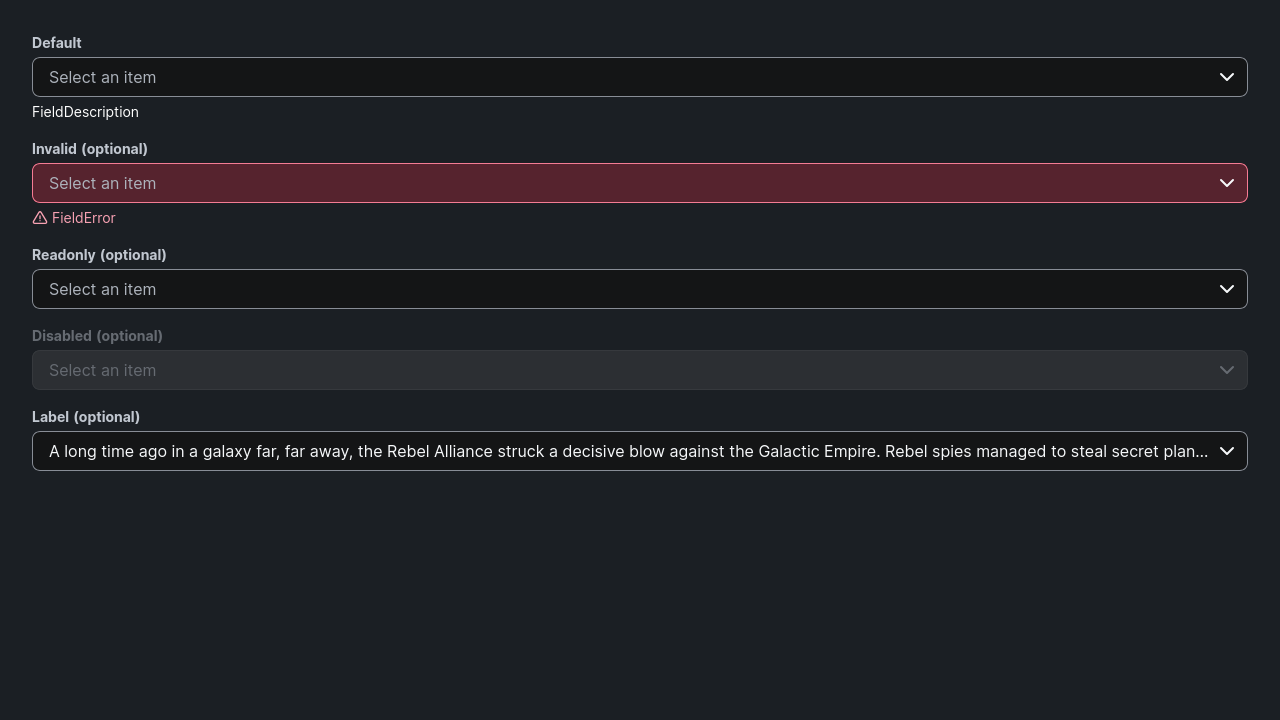 Default
Select an item
FieldDescription
Invalid (optional)
Select an item
FieldError
Readonly (optional)
Select an item
Disabled (optional)
Select an item
Label (optional)
A long time ago in a galaxy far, far away, the Rebel Alliance struck a decisive blow against the Galactic Empire. Rebel spies managed to steal secret plan...